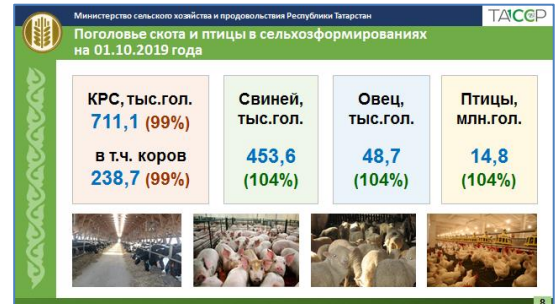 Министерство сельского хозяйства и продовольствия Республики Татарстан
ТАССР
Поголовье скота и птицы в сельхозформированиях
на 01.10.2019 года
КРС, тыс.гол.
711,1 (99%)
в т.ч. коров
238,7 (99%)
Свиней,
тыс.гол.
453,6
(104%)
Овец,
тыс.гол.
48,7
(104%)
Птицы,
млн.гол.
14,8
(104%)
8